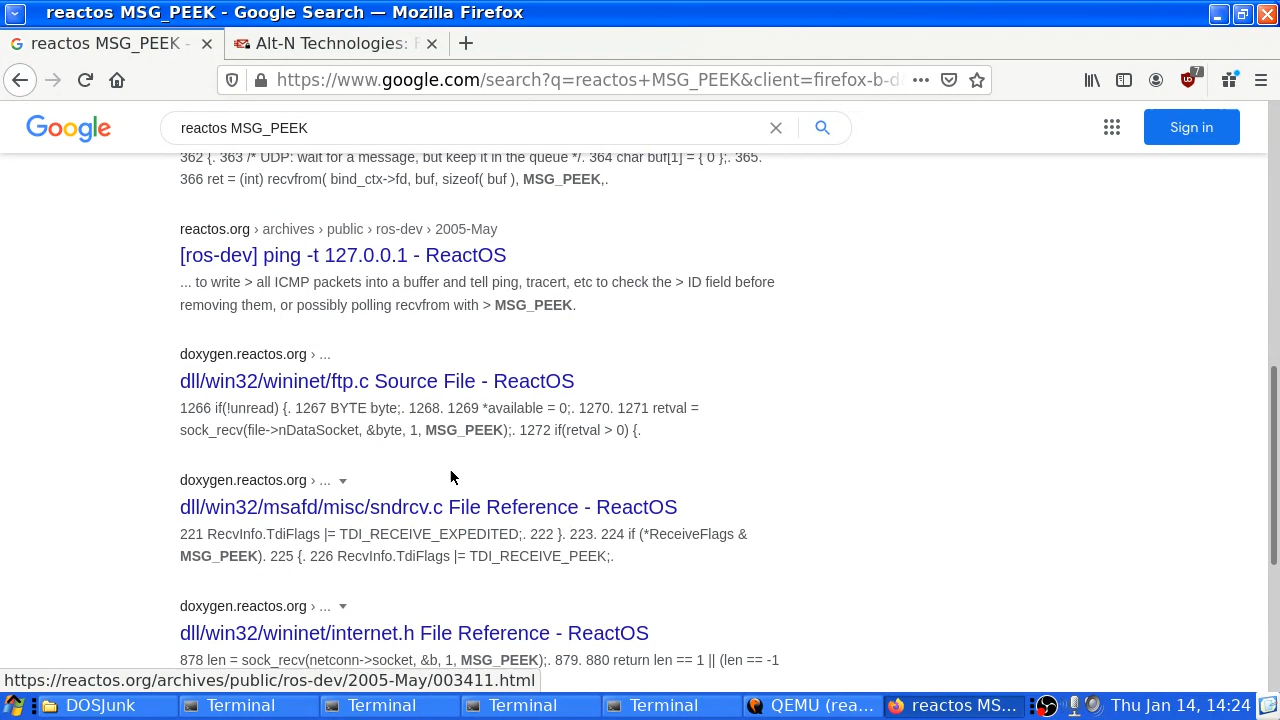 reactos MSG_PEEK - Google Search — Mozilla Firefox
reactos MSG_PEEK -
Alt-N Technologies:
https://www.google.com/search?q=reactos+MSG_PEEK&client=firefox-b-d
7
Google
reactos MSG_PEEK
Sign in
362 {. 363 /* UDP: wait for a message, but keep it in the queue */. 364 char buf[1] = { 0 };. 365.
366 ret = (int) recvfrom( bind_ctx->fd, buf, sizeof( buf ), MSG_PEEK,.
reactos.org › archives › public › ros-dev › 2005-May
[ros-dev] ping -t 127.0.0.1 - ReactOS
... to write > all ICMP packets into a buffer and tell ping, tracert, etc to check the > ID field before
removing them, or possibly polling recvfrom with > MSG_PEEK.
doxygen.reactos.org › ...
dll/win32/wininet/ftp.c Source File - ReactOS
1266 if(!unread) {. 1267 BYTE byte;. 1268. 1269 *available = 0;. 1270. 1271 retval =
sock_recv(file->nDataSocket, &byte, 1, MSG_PEEK);. 1272 if(retval > 0) {.
doxygen.reactos.org › ...
dll/win32/msafd/misc/sndrcv.c File Reference - ReactOS
221 RecvInfo.TdiFlags |= TDI_RECEIVE_EXPEDITED;. 222 }. 223. 224 if (*ReceiveFlags &
MSG_PEEK). 225 {. 226 RecvInfo.TdiFlags |= TDI_RECEIVE_PEEK;.
doxygen.reactos.org › ...
dll/win32/wininet/internet.h File Reference - ReactOS
878 len = sock_recv(netconn->socket, &b, 1, MSG_PEEK);. 879. 880 return len == 1 || (len == -1
https://reactos.org/archives/public/ros-dev/2005-May/003411.html
DOSJunk
Terminal
Terminal
Terminal
Terminal
QEMU (rea...
reactos MS...
Thu Jan 14, 14:24